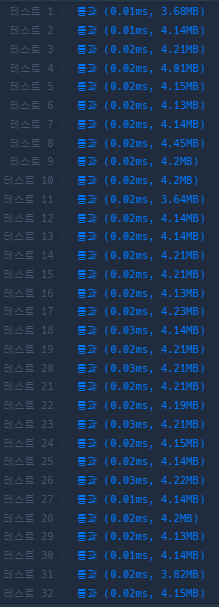 테스트 1 통과 (0.01ms, 3.68MB)
테스트 2 통과 (0.01ms, 4.14MB)
테스트 3 통과 (0.02ms, 4.21MB)
테스트 4 통과 (0.02ms, 4.01MB)
테스트 5 통과 (0.02ms, 4.15MB)
테스트 6 통과 (0.02ms, 4.13MB)
테스트 7 통과 (0.02ms, 4.14MB)
테스트 8 통과 (0.02ms, 4.45MB)
테스트 9 통과 (0.02ms, 4.2MB)
테스트 10 통과 (0.02ms, 4.2MB)
테스트 11 통과 (0.02ms, 3.64MB)
테스트 12 통과 (0.02ms, 4.14MB)
테스트 13 통과 (0.02ms, 4.14MB)
테스트 14 통과 (0.02ms, 4.21MB)
테스트 15 통과 (0.02ms, 4.21MB)
테스트 16 통과 (0.02ms, 4.13MB)
테스트 17 통과 (0.02ms, 4.23MB)
테스트 18 통과 (0.03ms, 4.14MB)
테스트 19 통과 (0.02ms, 4.21MB)
테스트 20 통과 (0.03ms, 4.21MB)
테스트 21 통과 (0.02ms, 4.21MB)
테스트 22 통과 (0.02ms, 4.19MB)
테스트 23 통과 (0.03ms, 4.21MB)
테스트 24 통과 (0.02ms, 4.15MB)
테스트 25 통과 (0.02ms, 4.14MB)
테스트 26 통과 (0.03ms, 4.22MB)
테스트 27 통과 (0.01ms, 4.14MB)
테스트 28 통과 (0.02ms, 4.2MB)
테스트 29 통과 (0.02ms, 4.13MB)
테스트 30 통과 (0.01ms, 4.14MB)
테스트 31 통과 (0.02ms, 3.82MB)
테스트 32 통과 (0.02ms, 4.15MB)